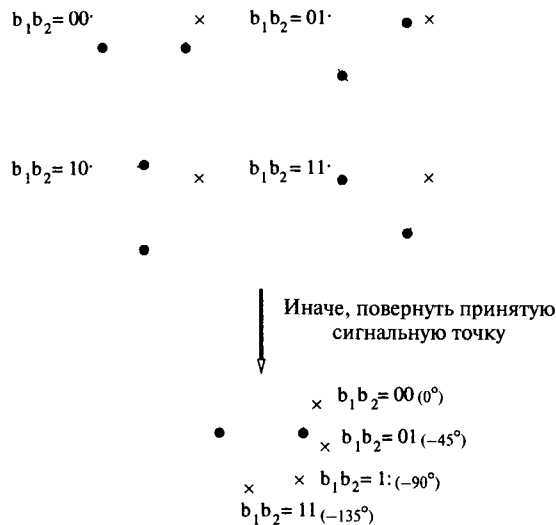 b₁b₂= 00· × b₁b₂= 01· ×
b₁b₂= 10· × b₁b₂= 11· ×
Иначе, повернуть принятую
сигнальную точку
× b₁b₂= 00 (0°)
× b₁b₂= 01 (−45°)
× b₁b₂= 1: (−90°)
×
b₁b₂= 11 (−135°)